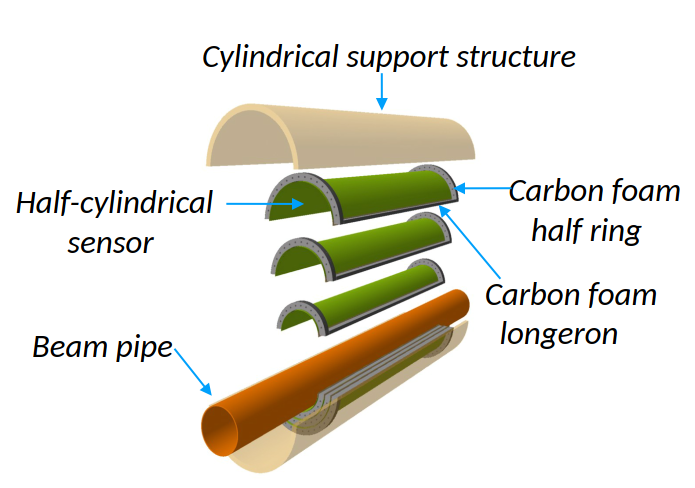 Cylindrical support structure
Half-cylindrical
sensor
Carbon foam
half ring
Carbon foam
longeron
Beam pipe